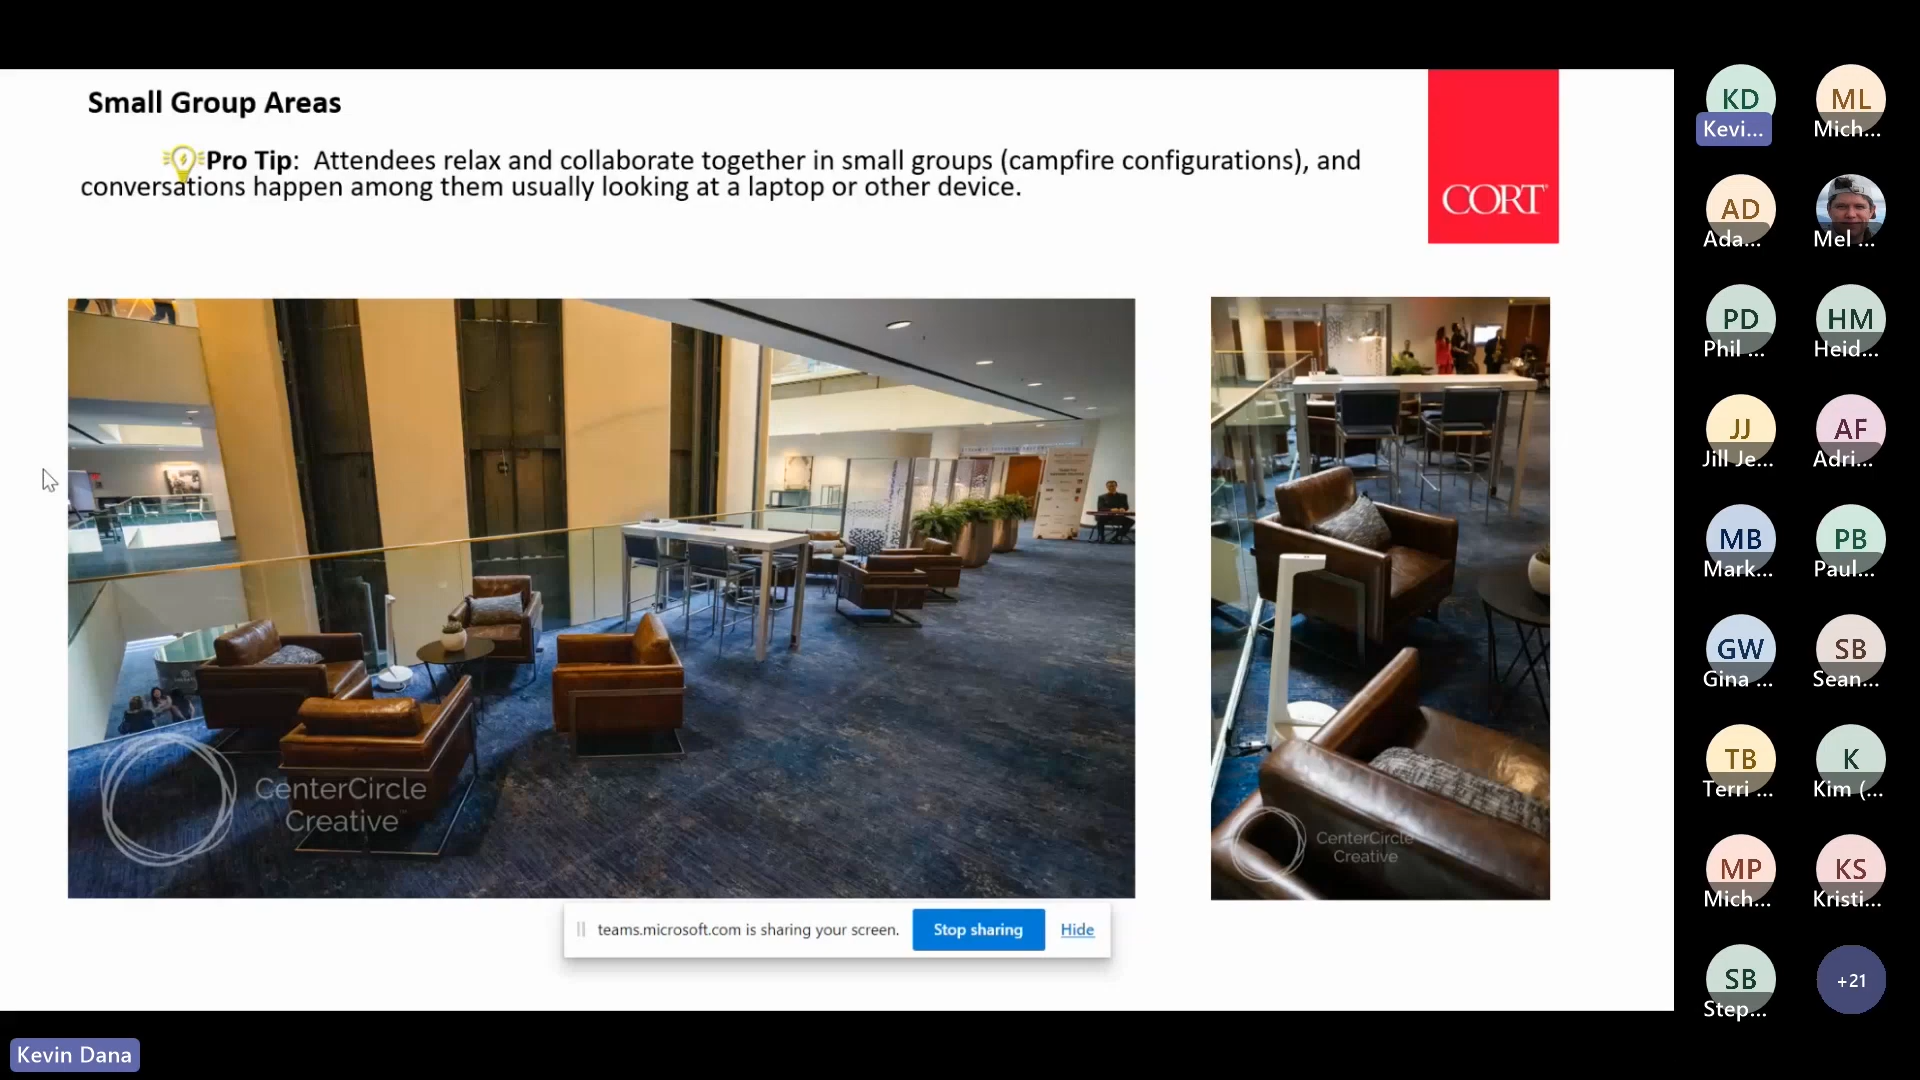 Small Group Areas
Pro Tip: Attendees relax and collaborate together in small groups (campfire configurations), and
conversations happen among them usually looking at a laptop or other device.
CORT
CenterCircle
Creative
CenterCircle
Creative
teams.microsoft.com is sharing your screen.
Stop sharing
Hide
Kevin Dana
KD
Kevi...
ML
Mich...
AD
Ada...
Mel ...
PD
Phil ...
HM
Heid...
JJ
Jill Je...
AF
Adri...
MB
Mark...
PB
Paul...
GW
Gina ...
SB
Sean...
TB
Terri ...
K
Kim (...
MP
Mich...
KS
Kristi...
SB
Step...
+21